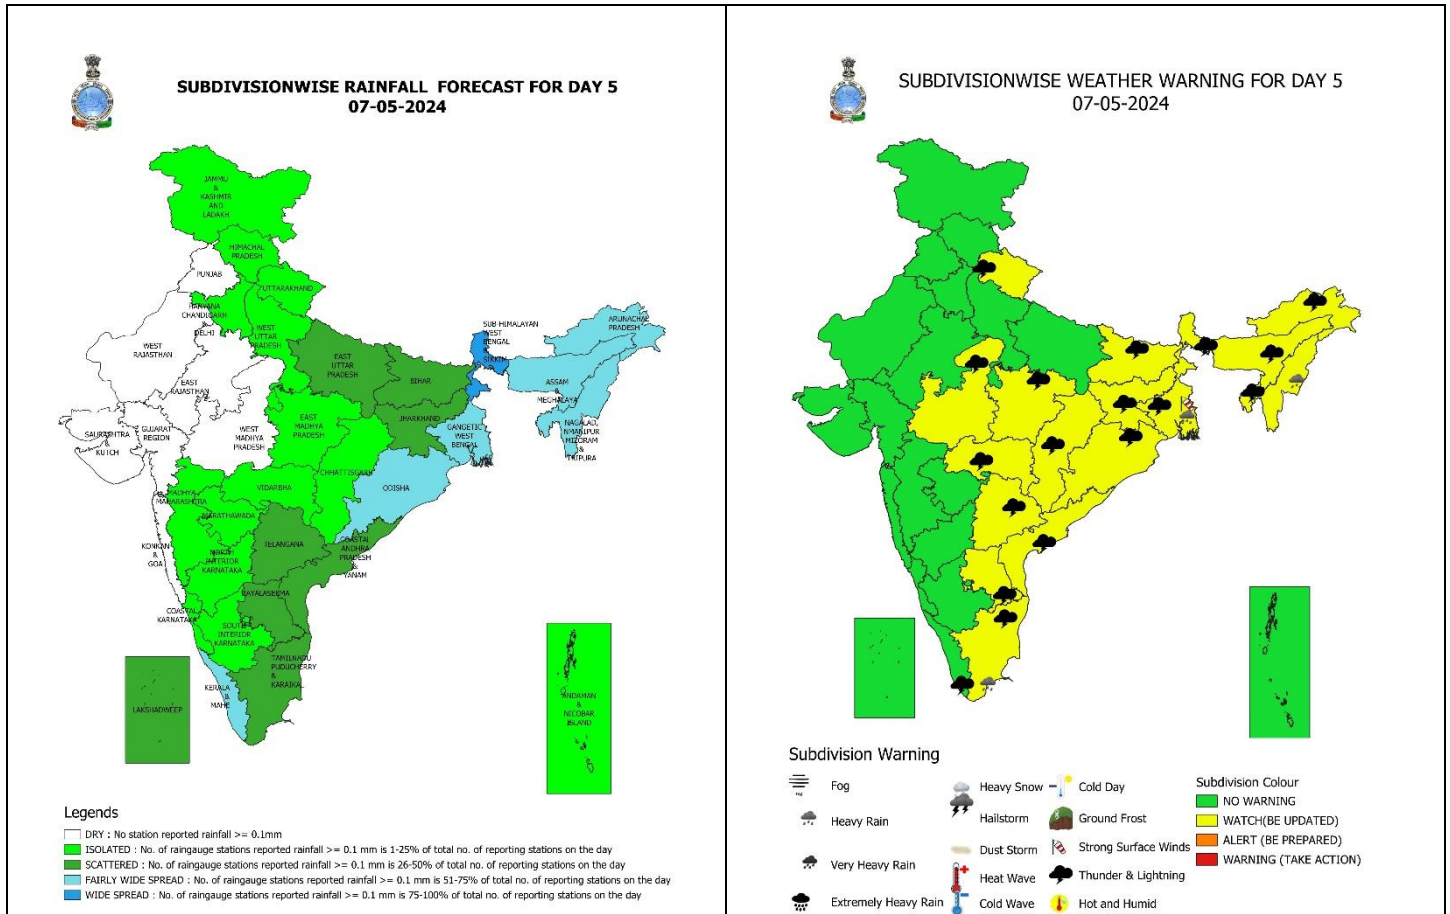 SUBDIVISIONWISE RAINFALL FORECAST FOR DAY 5
07-05-2024
JAMMU
&
KASHMIR
AND
LADAKH
HIMACHAL
PRADESH
PUNJAB
UTTARAKHAND
HARYANA
CHANDIGARH
&
DELHI
WEST
UTTAR
PRADESH
WEST
RAJASTHAN
EAST
RAJASTHAN
EAST
UTTAR
PRADESH
BIHAR
SUB-HIMALAYAN
WEST
BENGAL
&
SIKKIM
ARUNACHAL
PRADESH
ASSAM
&
MEGHALAYA
NAGALAD,
NMANIPUR
MIZORAM
&
TRIPURA
JHARKHAND
GANGETIC
WEST
BENGAL
EAST
MADHYA
PRADESH
WEST
MADHYA
PRADESH
GUJARAT
REGION
SAURASHTRA
&
KUTCH
CHHATTISGARH
ODISHA
VIDARBHA
MADHYA
MAHARASHTRA
MARATHAWADA
KONKAN
&
GOA
TELANGANA
COASTAL
ANDHRA
PRADESH
&
YANAM
NORTH
INTERIOR
KARNATAKA
RAYALASEEMA
COASTAL
KARNATAKA
SOUTH
INTERIOR
KARNATAKA
TAMILNADU
PUDUCHERRY
&
KARAIKAL
KERALA
&
MAHE
LAKSHADWEEP
ANDAMAN
&
NICOBAR
ISLAND
Legends
DRY : No station reported rainfall >= 0.1mm
ISOLATED : No. of raingauge stations reported rainfall >= 0.1 mm is 1-25% of total no. of reporting stations on the day
SCATTERED : No. of raingauge stations reported rainfall >= 0.1 mm is 26-50% of total no. of reporting stations on the day
FAIRLY WIDE SPREAD : No. of raingauge stations reported rainfall >= 0.1 mm is 51-75% of total no. of reporting stations on the day
WIDE SPREAD : No. of raingauge stations reported rainfall >= 0.1 mm is 75-100% of total no. of reporting stations on the day
SUBDIVISIONWISE WEATHER WARNING FOR DAY 5
07-05-2024
Subdivision Warning
Fog
Heavy Rain
Very Heavy Rain
Extremely Heavy Rain
Heavy Snow
Hailstorm
Dust Storm
Heat Wave
Cold Wave
Cold Day
Ground Frost
Strong Surface Winds
Thunder & Lightning
Hot and Humid
Subdivision Colour
NO WARNING
WATCH(BE UPDATED)
ALERT (BE PREPARED)
WARNING (TAKE ACTION)